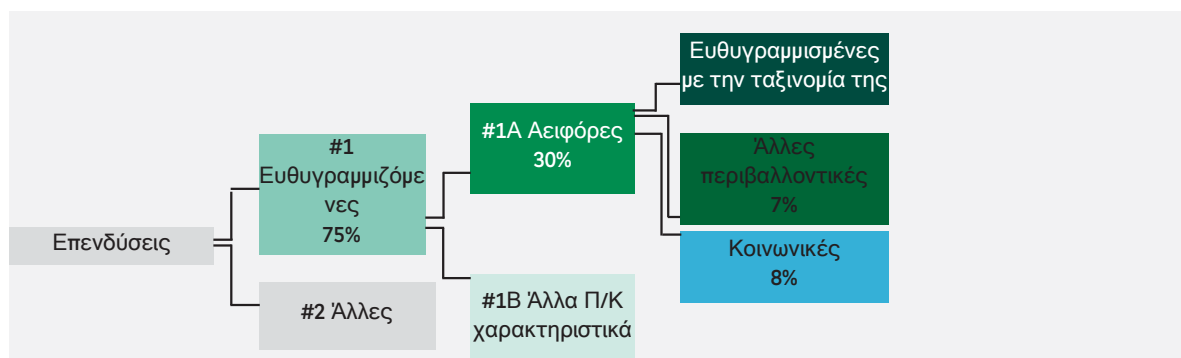 Επενδύσεις
#1
Ευθυγραμμιζόμε
νες
75%
#2 Άλλες
#1Α Αειφόρες
30%
#1Β Άλλα Π/Κ
χαρακτηριστικά
Ευθυγραμμισμένες
με την ταξινομία της
Άλλες
περιβαλλοντικές
7%
Κοινωνικές
8%